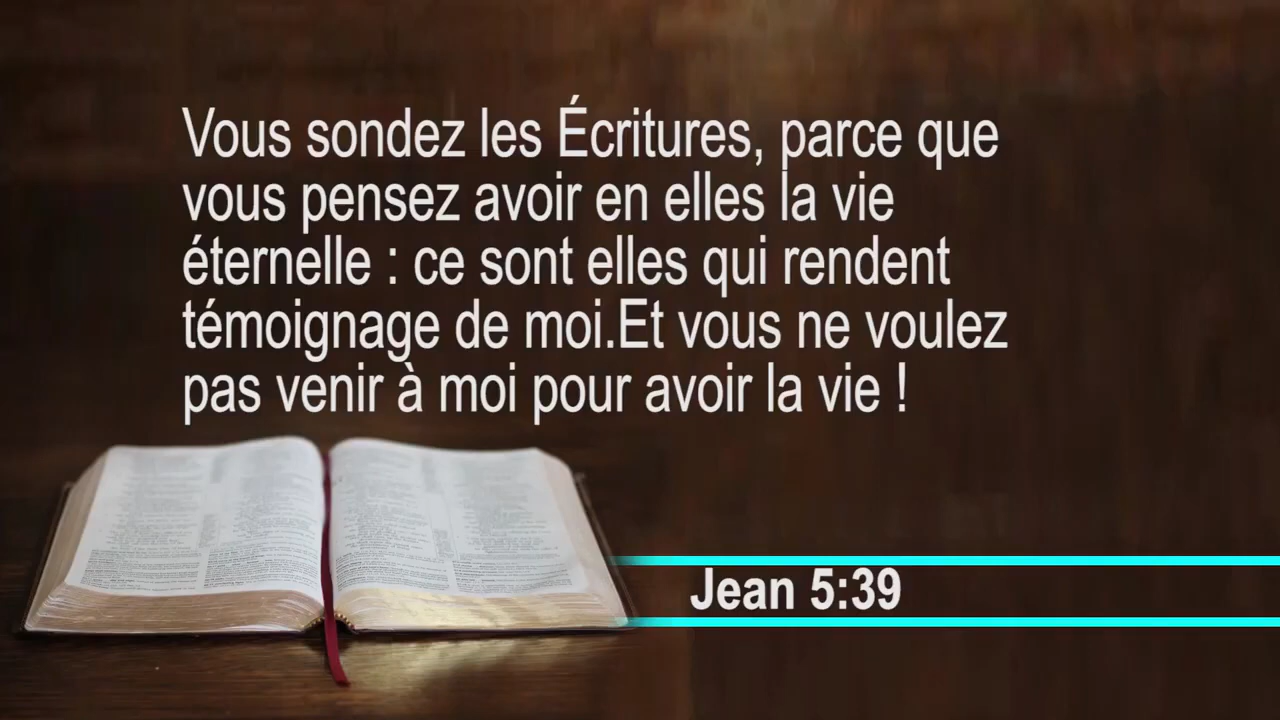 Vous sondez les Écritures, parce que
vous pensez avoir en elles la vie
éternelle : ce sont elles qui rendent
témoignage de moi.Et vous ne voulez
pas venir à moi pour avoir la vie !
Jean 5:39